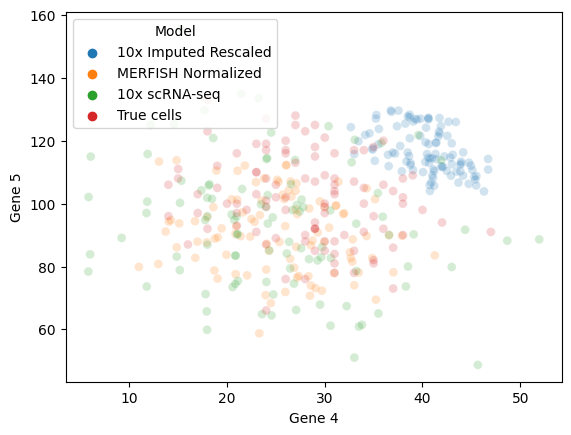 160
140
120
100
80
60
Gene 5
Model
10x Imputed Rescaled
MERFISH Normalized
10x scRNA-seq
True cells
10 20 30 40 50
Gene 4